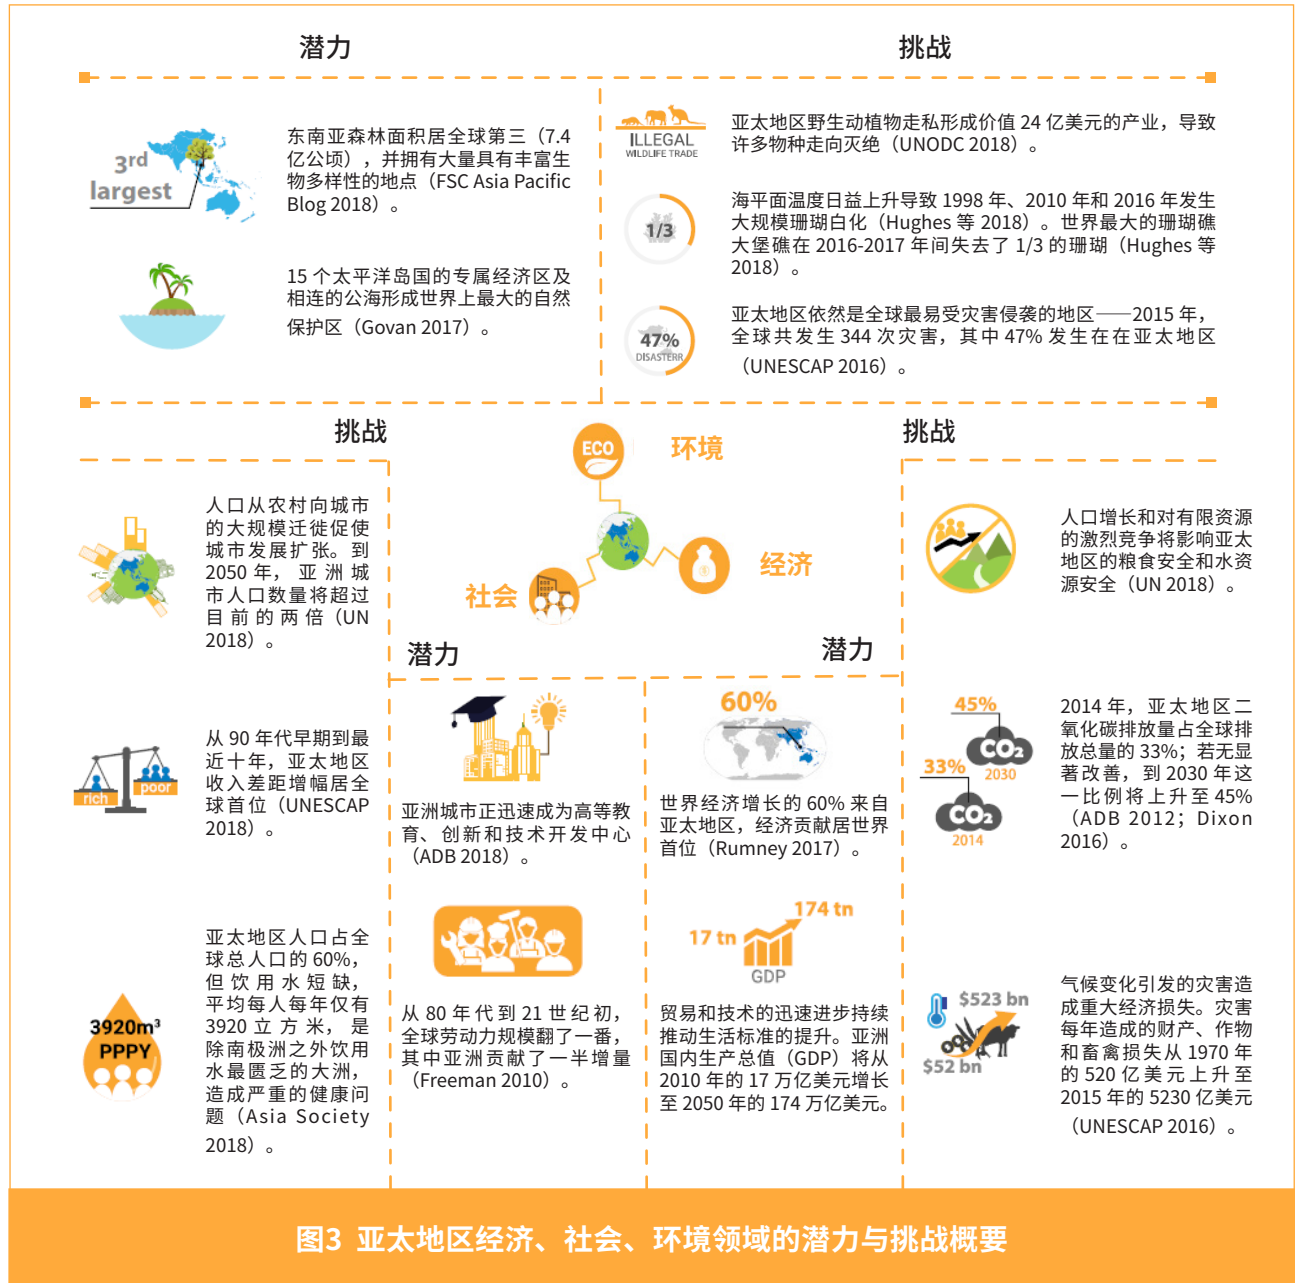 潜力
3rd
largest
东南亚森林面积居全球第三（7.4
亿公顷），并拥有大量具有丰富生
物多样性的地点（FSC Asia Pacific
Blog 2018）。
15 个太平洋岛国的专属经济区及
相连的公海形成世界上最大的自然
保护区（Govan 2017）。
挑战
ILLEGAL
WILDLIFE TRADE
亚太地区野生动植物走私形成价值 24 亿美元的产业，导致
许多物种走向灭绝（UNODC 2018）。
1/3
海平面温度日益上升导致 1998 年、2010 年和 2016 年发生
大规模珊瑚白化（Hughes 等 2018）。世界最大的珊瑚礁
大堡礁在 2016-2017 年间失去了 1/3 的珊瑚（Hughes 等
2018）。
47%
DISASTERR
亚太地区依然是全球最易受灾害侵袭的地区——2015 年，
全球共发生 344 次灾害，其中 47% 发生在在亚太地区
（UNESCAP 2016）。
ECO
环境
经济
社会
挑战
人口从农村向城市
的大规模迁徙促使
城市发展扩张。到
2050 年，亚洲城
市人口数量将超过
目前的两倍（UN
2018）。
rich
poor
从 90 年代早期到最
近十年，亚太地区
收入差距增幅居全
球首位（UNESCAP
2018）。
3920m³
PPPY
亚太地区人口占全
球总人口的 60%，
但饮用水短缺，
平均每人每年仅有
3920 立方米，是
除南极洲之外饮用
水最匮乏的大洲，
造成严重的健康问
题（Asia Society
2018）。
潜力
亚洲城市正迅速成为高等教
育、创新和技术开发中心
（ADB 2018）。
从 80 年代到 21 世纪初，
全球劳动力规模翻了一番，
其中亚洲贡献了一半增量
（Freeman 2010）。
潜力
60%
世界经济增长的 60% 来自
亚太地区，经济贡献居世界
首位（Rumney 2017）。
174 tn
17 tn
GDP
贸易和技术的迅速进步持续
推动生活标准的提升。亚洲
国内生产总值（GDP）将从
2010 年的 17 万亿美元增长
至 2050 年的 174 万亿美元。
挑战
人口增长和对有限资源
的激烈竞争将影响亚太
地区的粮食安全和水资
源安全（UN 2018）。
45%
CO2
2030
33%
CO2
2014
2014 年，亚太地区二
氧化碳排放量占全球排
放总量的 33%；若无显
著改善，到 2030 年这
一比例将上升至 45%
（ADB 2012；Dixon
2016）。
$523 bn
$52 bn
气候变化引发的灾害造
成重大经济损失。灾害
每年造成的财产、作物
和畜禽损失从 1970 年
的 520 亿美元上升至
2015 年的 5230 亿美元
（UNESCAP 2016）。
图3 亚太地区经济、社会、环境领域的潜力与挑战概要